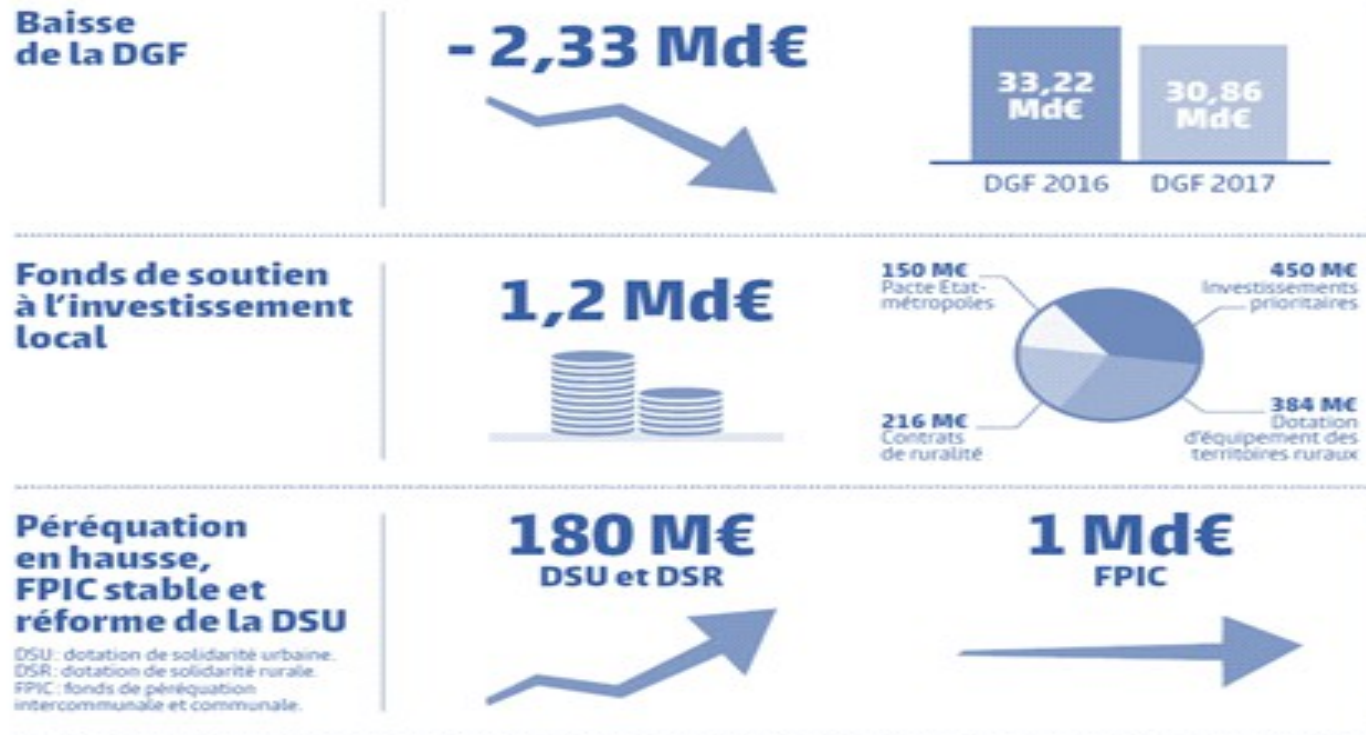 Baisse
de la DGF
- 2,33 Md€
33,22
Md€
30,86
Md€
DGF 2016
DGF 2017
Fonds de soutien
à l'investissement
local
1,2 Md€
150 M€
Pacte État-
métropoles
450 M€
Investissements
prioritaires
216 M€
Contrats
de ruralité
384 M€
Dotation
d'équipement des
territoires ruraux
Péréquation
en hausse,
FPIC stable et
réforme de la DSU
DSU : dotation de solidarité urbaine.
DSR : dotation de solidarité rurale.
FPIC : fonds de péréquation
intercommunale et communale.
180 M€
DSU et DSR
1 Md€
FPIC